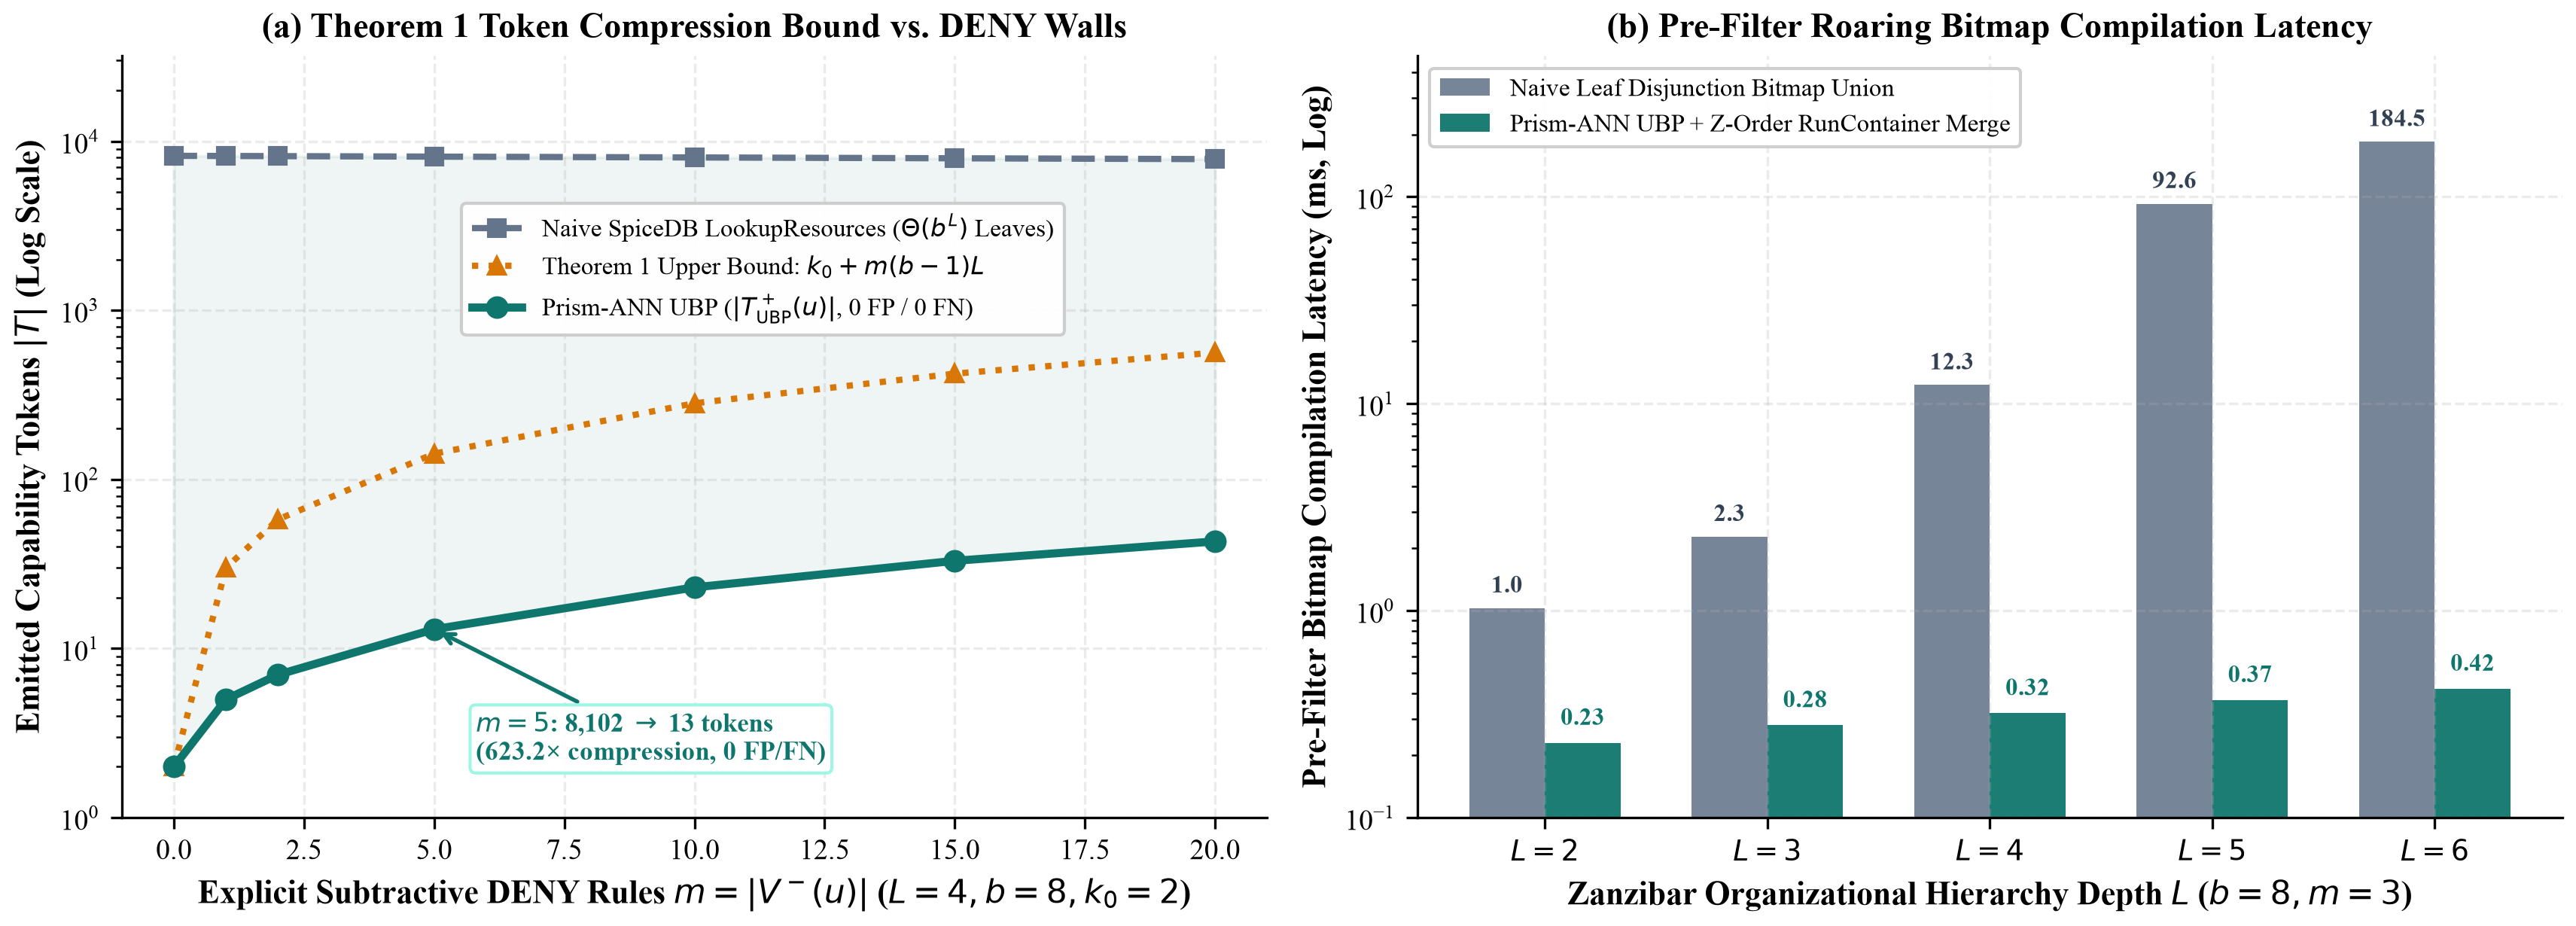 (a) Theorem 1 Token Compression Bound vs. DENY Walls
Emitted Capability Tokens |T| (Log Scale)
10⁴
10³
10²
10¹
10⁰
Naive SpiceDB LookupResources (Θ(b^L) Leaves)
Theorem 1 Upper Bound: k₀ + m(b − 1)L
Prism-ANN UBP (|T⁺_UBP(u)|, 0 FP / 0 FN)
m = 5: 8,102 → 13 tokens
(623.2× compression, 0 FP/FN)
0.0 2.5 5.0 7.5 10.0 12.5 15.0 17.5 20.0
Explicit Subtractive DENY Rules m = |V⁻(u)| (L = 4, b = 8, k₀ = 2)
(b) Pre-Filter Roaring Bitmap Compilation Latency
Pre-Filter Bitmap Compilation Latency (ms, Log)
10²
10¹
10⁰
10⁻¹
Naive Leaf Disjunction Bitmap Union
Prism-ANN UBP + Z-Order RunContainer Merge
1.0
0.23
2.3
0.28
12.3
0.32
92.6
0.37
184.5
0.42
L = 2 L = 3 L = 4 L = 5 L = 6
Zanzibar Organizational Hierarchy Depth L (b = 8, m = 3)